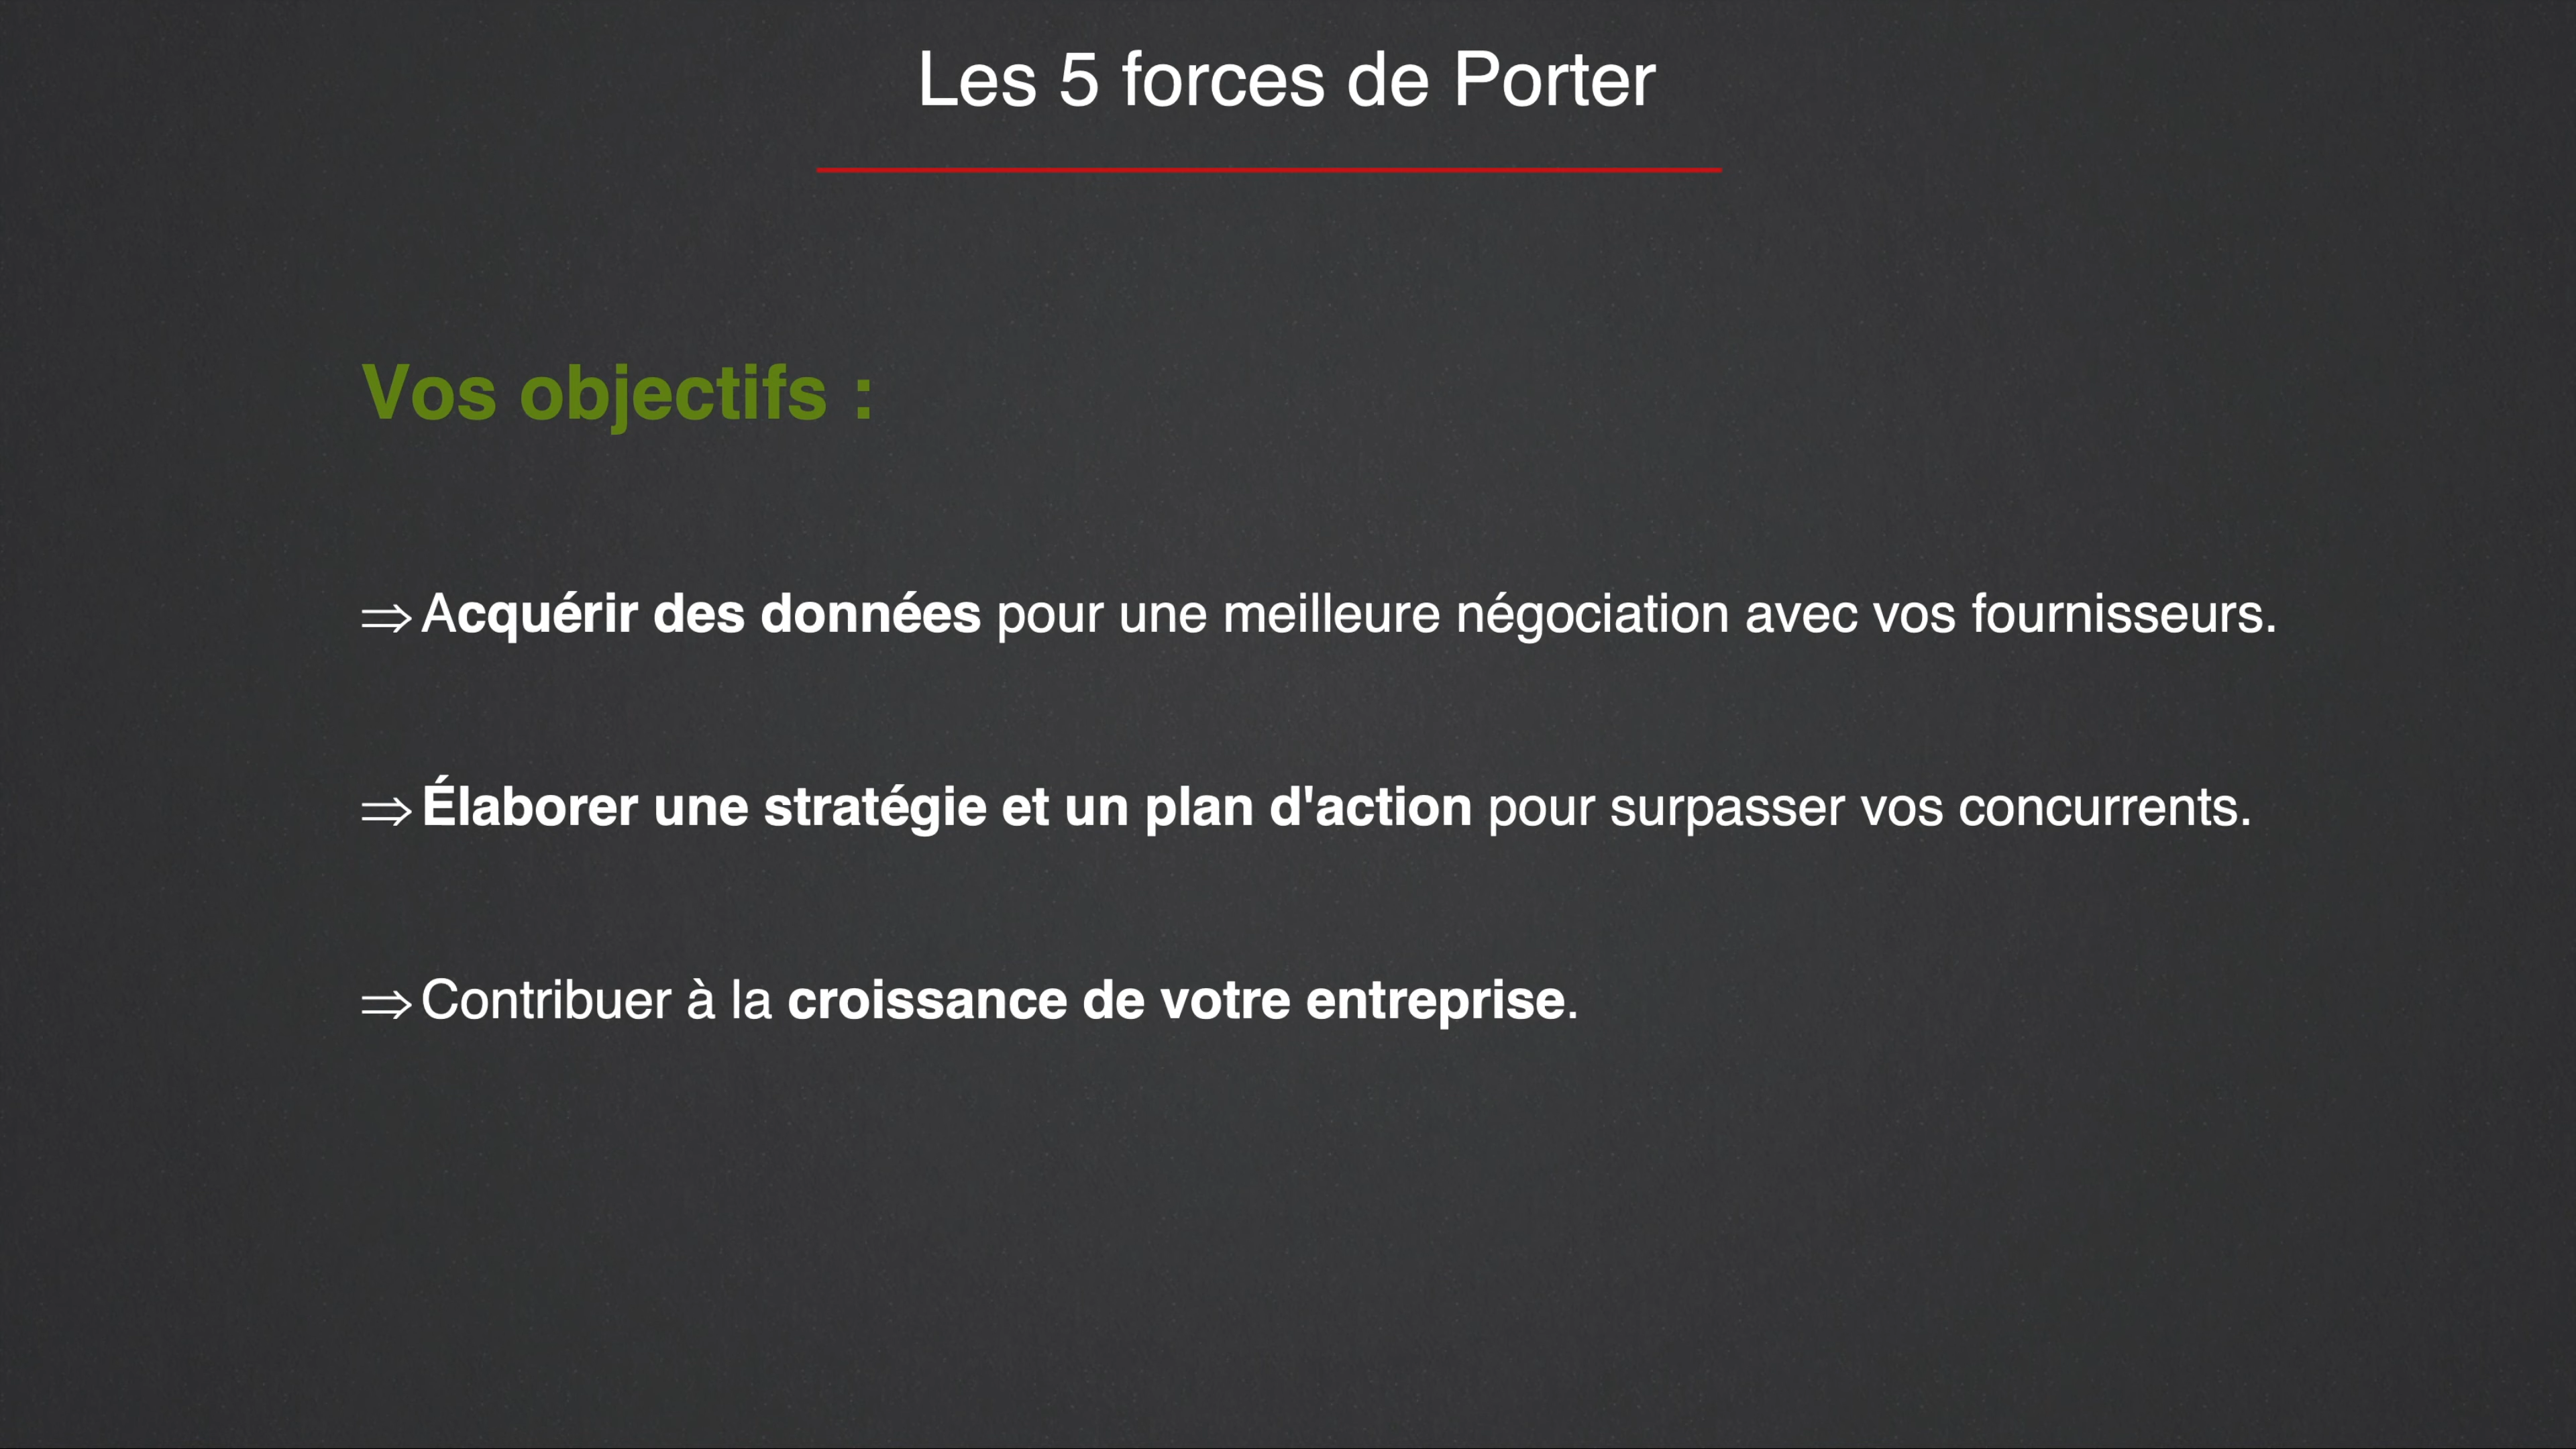 Les 5 forces de Porter
Vos objectifs :
⇒ Acquérir des données pour une meilleure négociation avec vos fournisseurs.
⇒ Élaborer une stratégie et un plan d'action pour surpasser vos concurrents.
⇒ Contribuer à la croissance de votre entreprise.